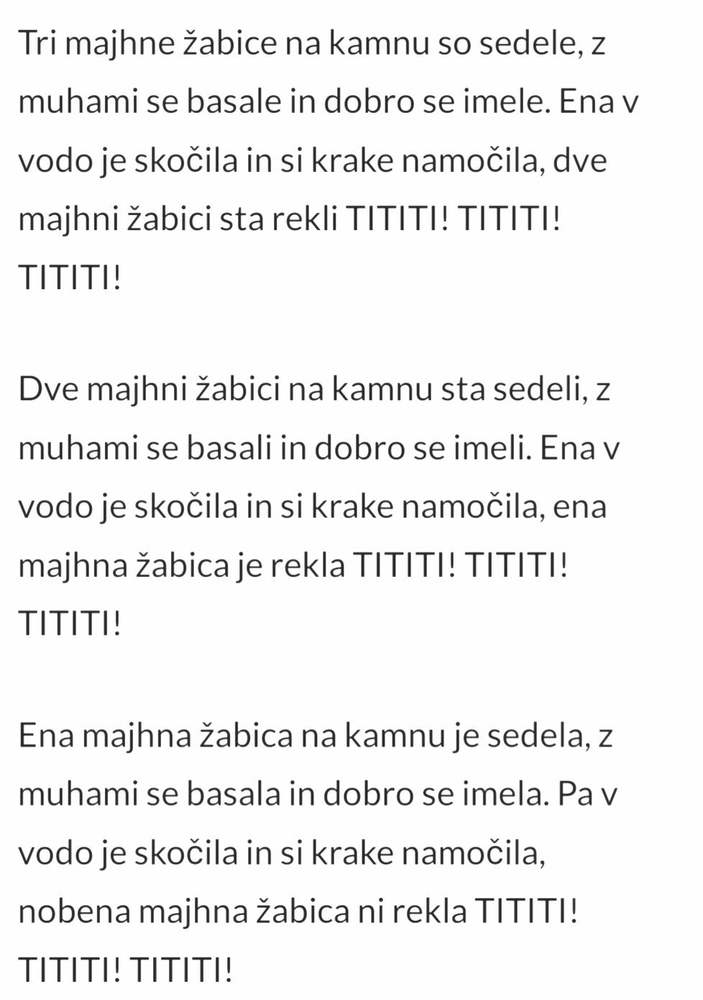 Tri majhne žabice na kamnu so sedele, z
muhami se basale in dobro se imele. Ena v
vodo je skočila in si krake namočila, dve
majhni žabici sta rekli TITITI! TITITI!
TITITI!
Dve majhni žabici na kamnu sta sedeli, z
muhami se basali in dobro se imeli. Ena v
vodo je skočila in si krake namočila, ena
majhna žabica je rekla TITITI! TITITI!
TITITI!
Ena majhna žabica na kamnu je sedela, z
muhami se basala in dobro se imela. Pa v
vodo je skočila in si krake namočila,
nobena majhna žabica ni rekla TITITI!
TITITI! TITITI!